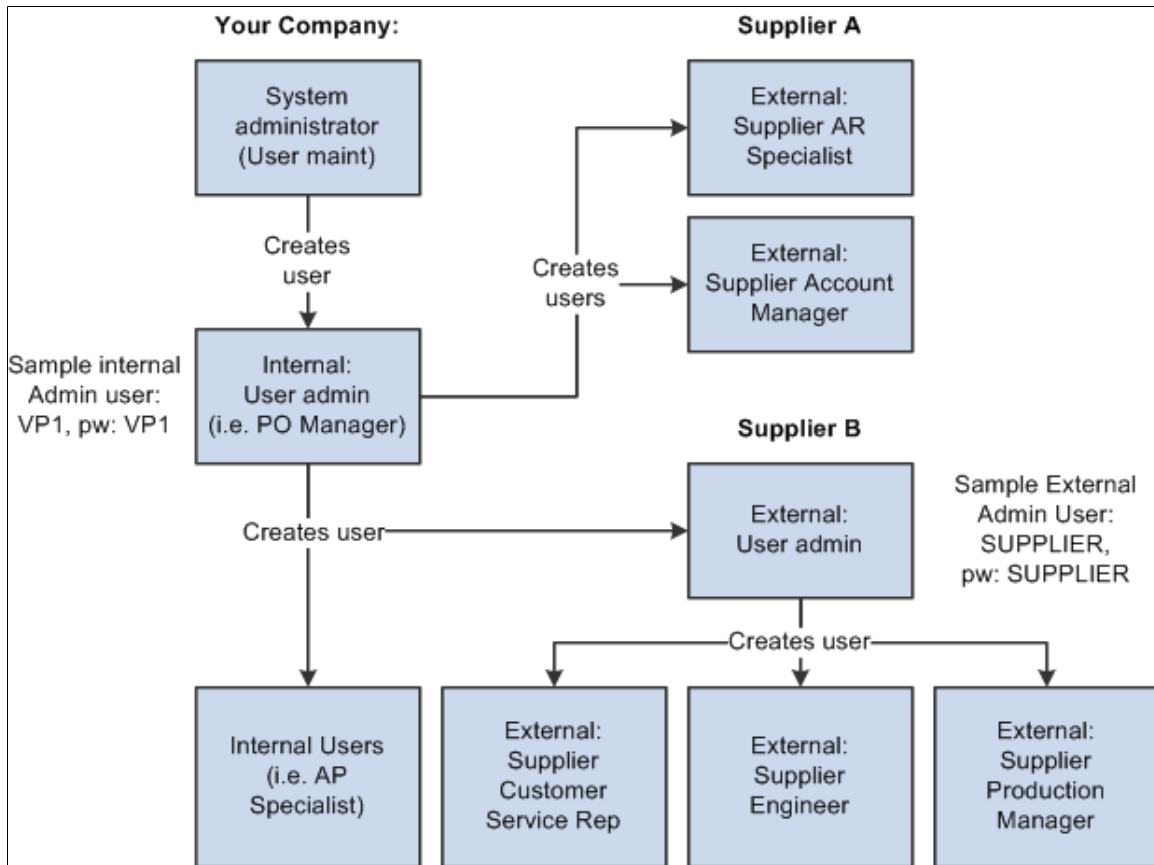 Your Company:
Supplier A
System
administrator
(User maint)
External:
Supplier AR
Specialist
Creates
user
External:
Supplier Account
Manager
Creates
users
Sample internal
Admin user:
VP1, pw: VP1
Internal:
User admin
(i.e. PO Manager)
Supplier B
Creates user
External:
User admin
Sample External
Admin User:
SUPPLIER,
pw: SUPPLIER
Creates user
Internal Users
(i.e. AP
Specialist)
External:
Supplier
Customer
Service Rep
External:
Supplier
Engineer
External:
Supplier
Production
Manager